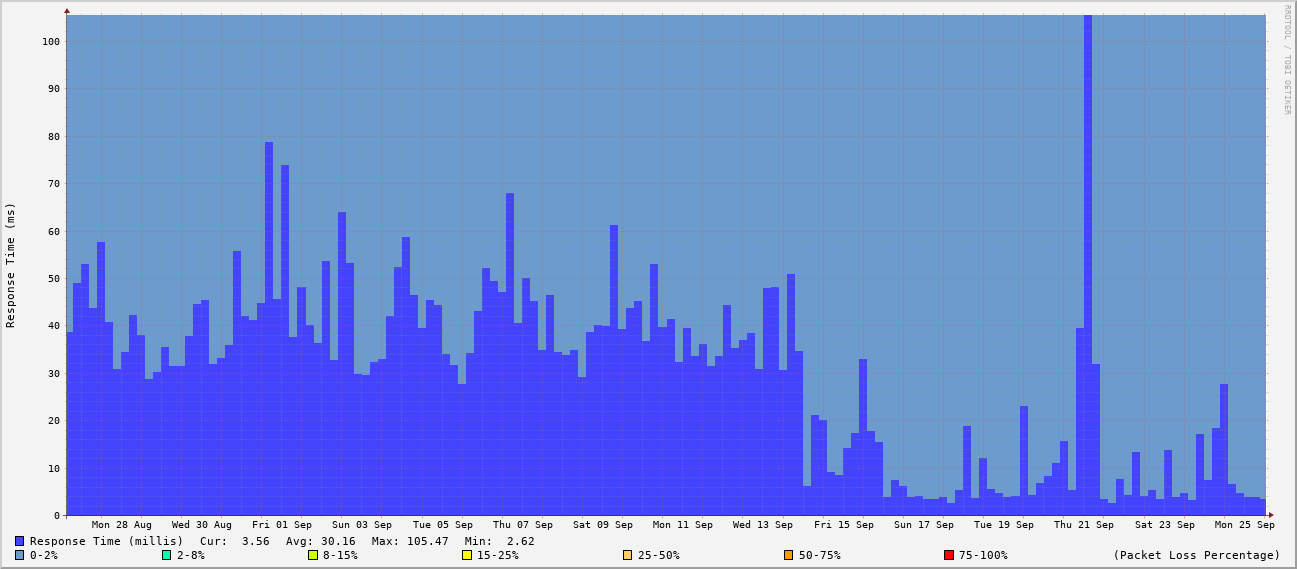 RRDTOOL / TOBI OETIKER
Response Time (ms)
100
90
80
70
60
50
40
30
20
10
0
Mon 28 Aug Wed 30 Aug Fri 01 Sep Sun 03 Sep Tue 05 Sep Thu 07 Sep Sat 09 Sep Mon 11 Sep Wed 13 Sep Fri 15 Sep Sun 17 Sep Tue 19 Sep Thu 21 Sep Sat 23 Sep Mon 25 Sep
Response Time (millis) Cur: 3.56 Avg: 30.16 Max: 105.47 Min: 2.62
0-2% 2-8% 8-15% 15-25% 25-50% 50-75% 75-100% (Packet Loss Percentage)